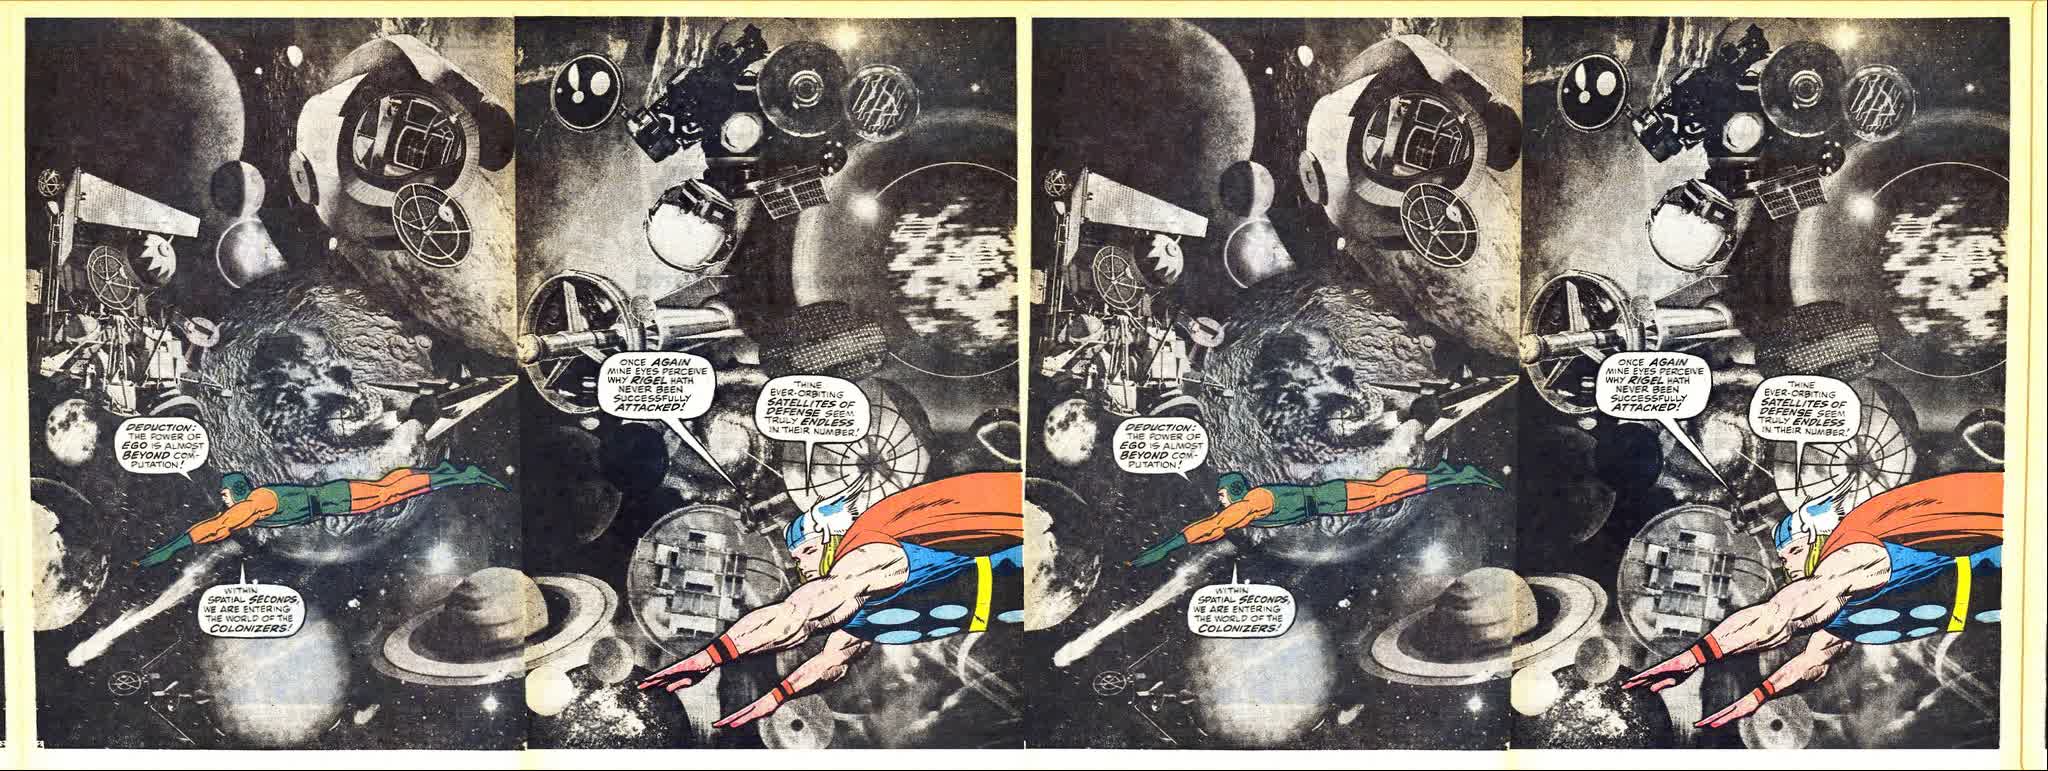 ONCE AGAIN
MINE EYES PERCEIVE
WHY RIGEL HATH
NEVER BEEN
SUCCESSFULLY
ATTACKED!
THINE
EVER-ORBITING
SATELLITES OF
DEFENSE SEEM
TRULY ENDLESS
IN THEIR NUMBER!
DEDUCTION:
THE POWER OF
EGO IS ALMOST
BEYOND COM-
PUTATION!
WITHIN
SPATIAL SECONDS,
WE ARE ENTERING
THE WORLD OF THE
COLONIZERS!
ONCE AGAIN
MINE EYES PERCEIVE
WHY RIGEL HATH
NEVER BEEN
SUCCESSFULLY
ATTACKED!
THINE
EVER-ORBITING
SATELLITES OF
DEFENSE SEEM
TRULY ENDLESS
IN THEIR NUMBER!
DEDUCTION:
THE POWER OF
EGO IS ALMOST
BEYOND COM-
PUTATION!
WITHIN
SPATIAL SECONDS,
WE ARE ENTERING
THE WORLD OF THE
COLONIZERS!